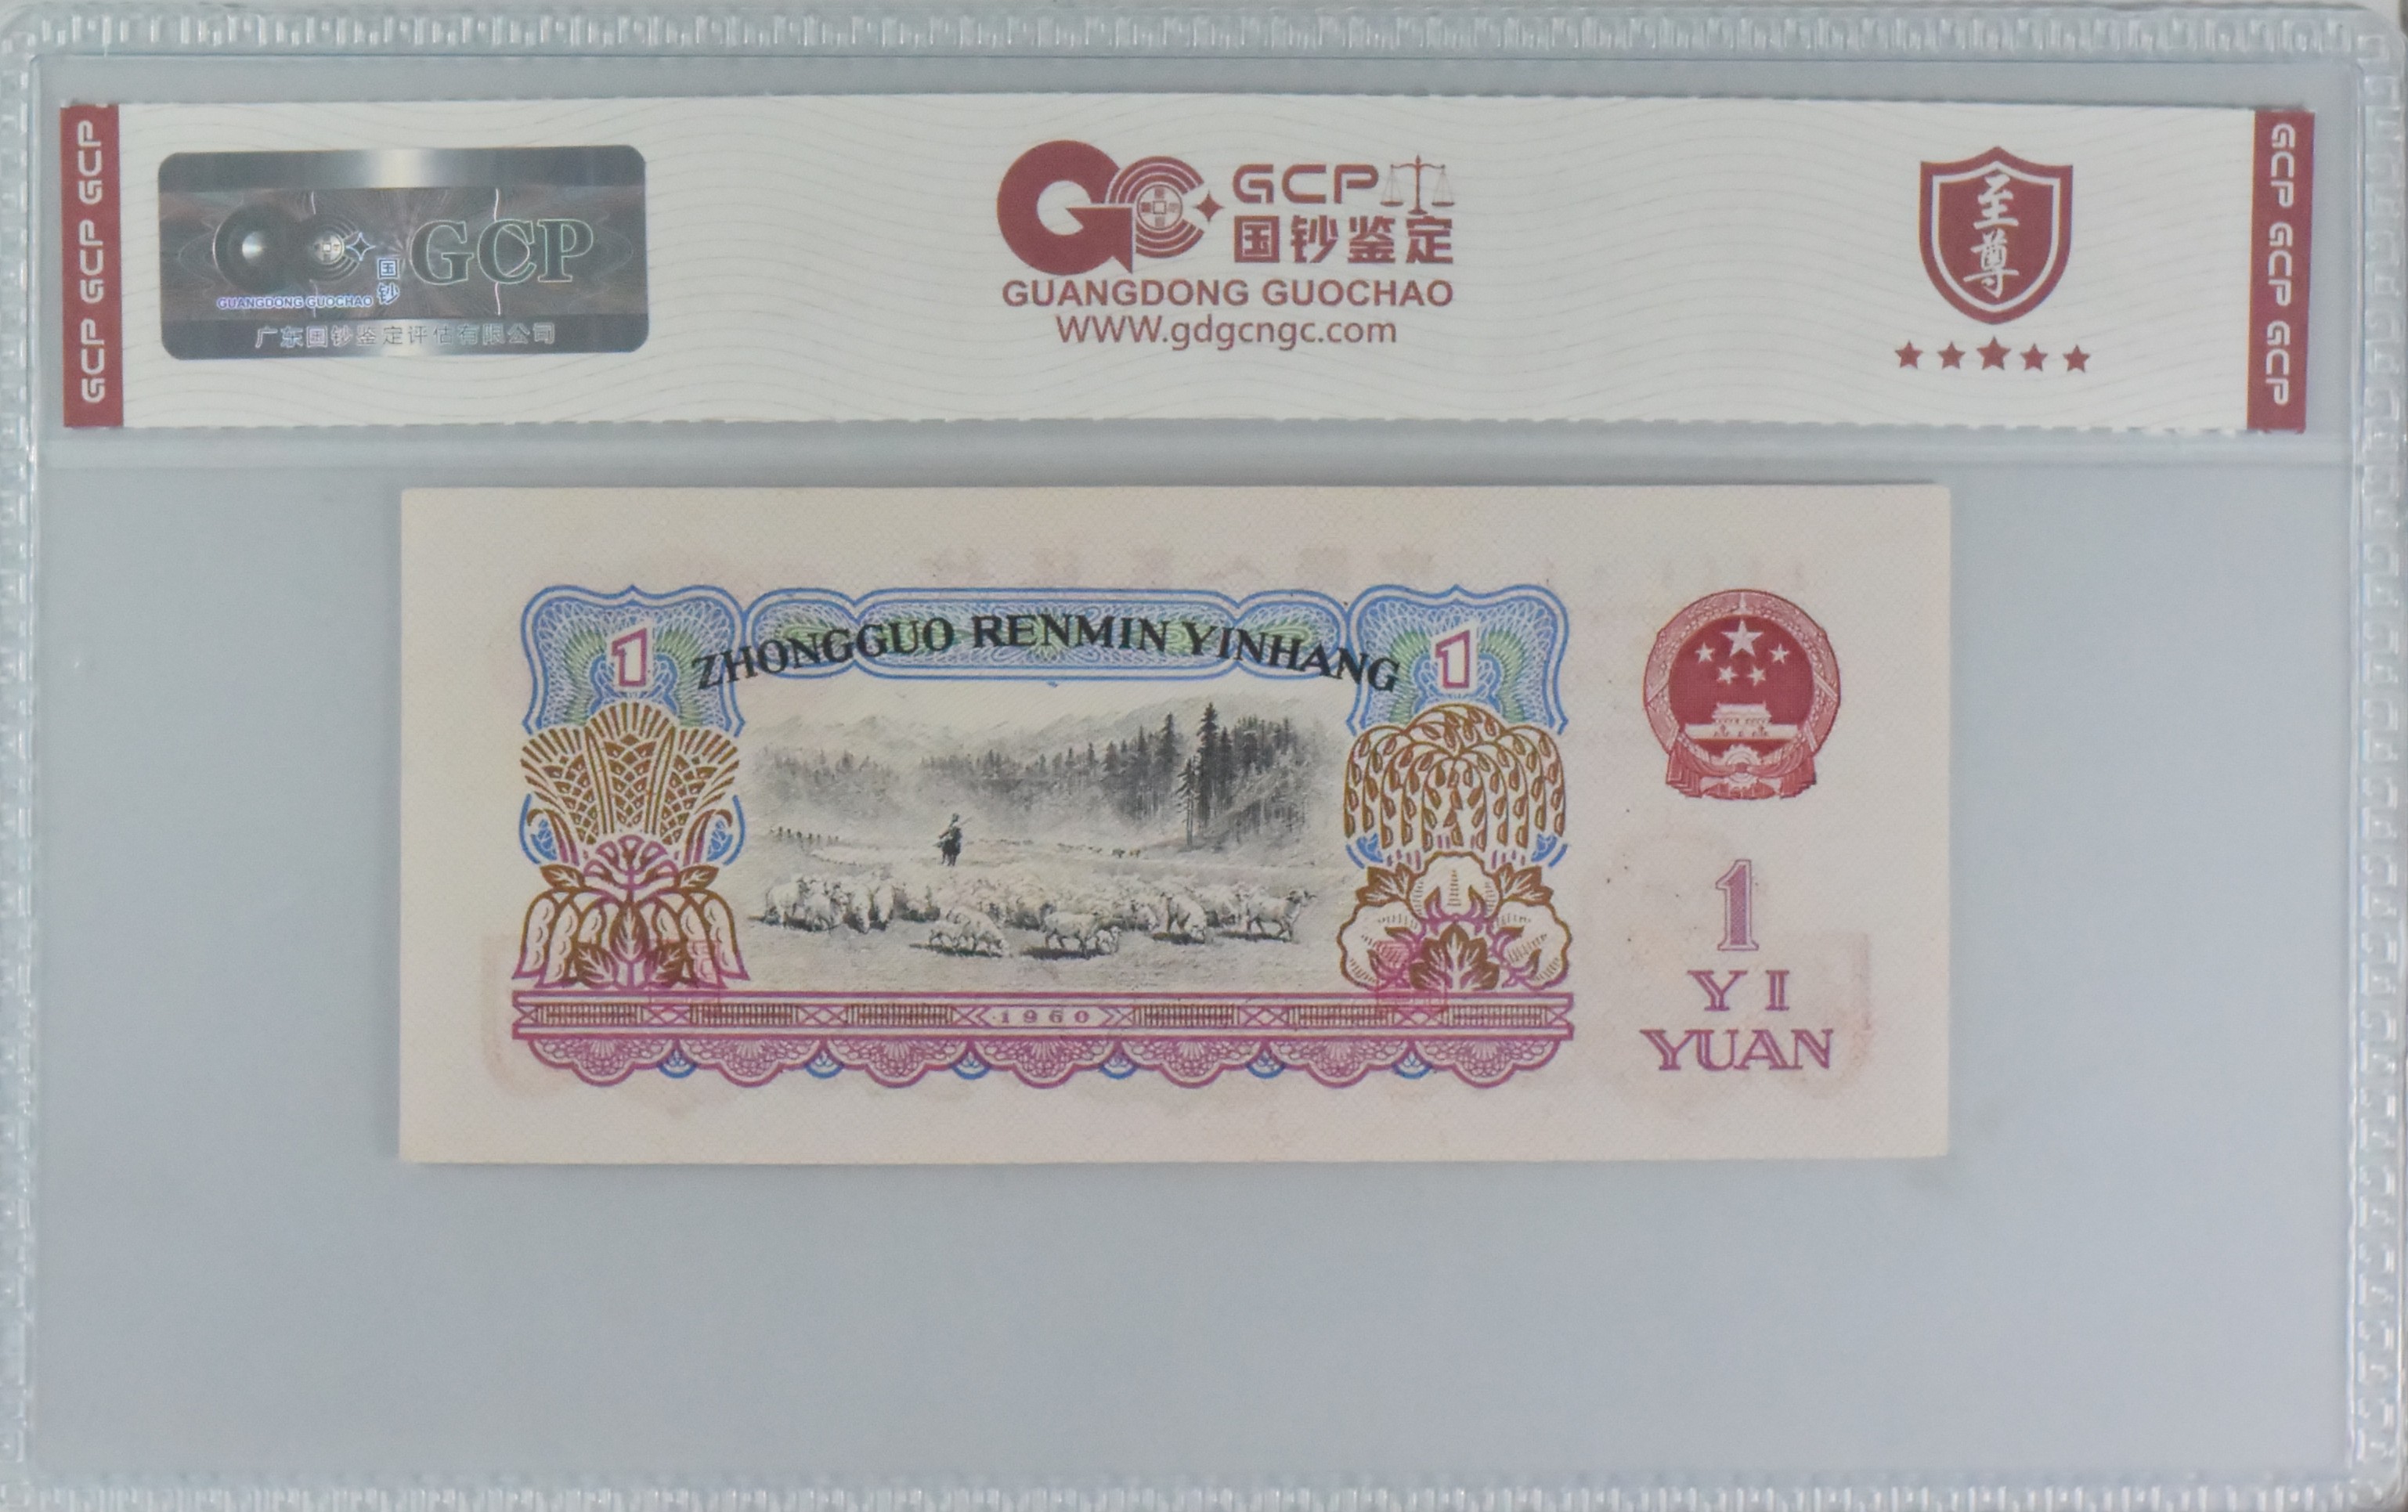 GCP GCP GCP
国
钞
GCP
GUANGDONG GUOCHAO
广东国钞鉴定评估有限公司
GCP
国钞鉴定
GUANGDONG GUOCHAO
WWW.gdgcngc.com
至
尊
GCP GCP GCP
1
ZHONGGUO RENMIN YINHANG
1
1960
1
YI
YUAN